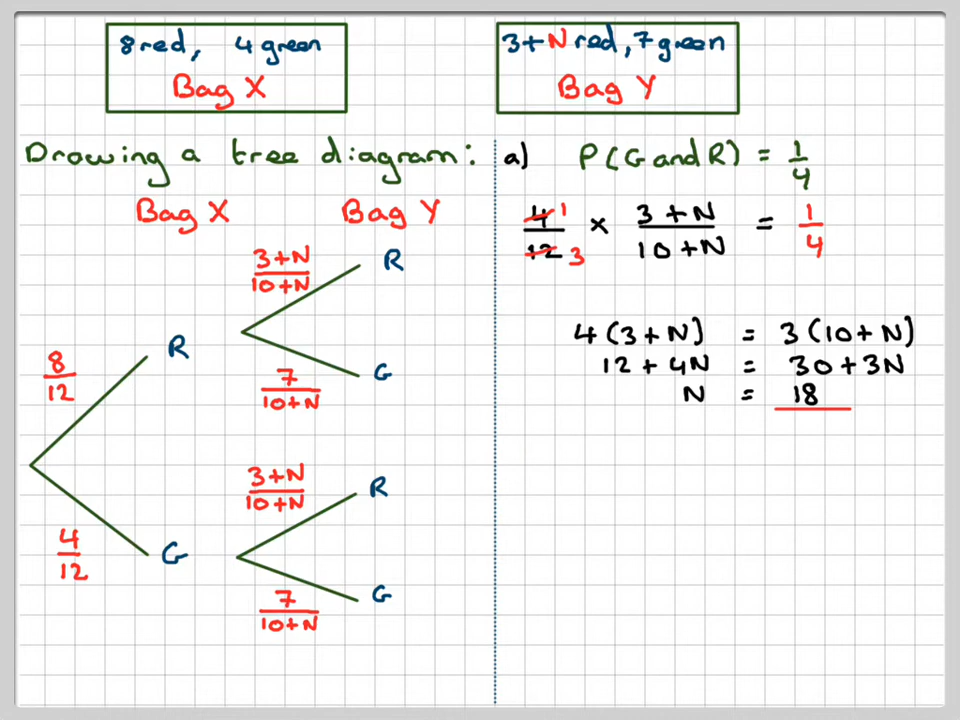 8 red, 4 green
Bag X
3+N red, 7 green
Bag Y
Drawing a tree diagram:
Bag X Bag Y
8/12 R
3+N/10+N R
7/10+N G
4/12 G
3+N/10+N R
7/10+N G
a) P(G and R) = 1/4
4/12 1/3 × 3+N/10+N = 1/4
4(3+N) = 3(10+N)
12+4N = 30+3N
N = 18